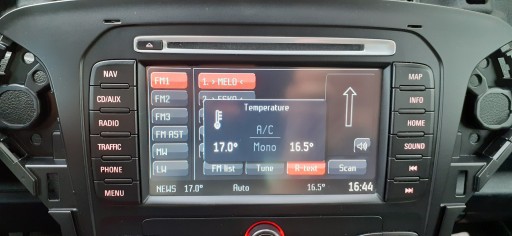 NAV
CD/AUX
RADIO
TRAFFIC
PHONE
MENU
FM1
FM2
FM3
FM AST
MW
LW
1. > MELO <
Temperature
A/C
17.0° Mono 16.5°
FM list Tune R-text Scan
NEWS 17.0° Auto 16.5° 16:44
MAP
INFO
HOME
SOUND